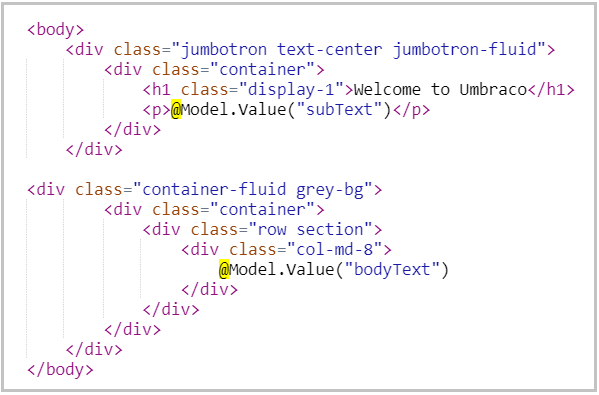 <body>
<div class="jumbotron text-center jumbotron-fluid">
<div class="container">
<h1 class="display-1">Welcome to Umbraco</h1>
<p>@Model.Value("subText")</p>
</div>
</div>
<div class="container-fluid grey-bg">
<div class="container">
<div class="row section">
<div class="col-md-8">
@Model.Value("bodyText")
</div>
</div>
</div>
</div>
</body>